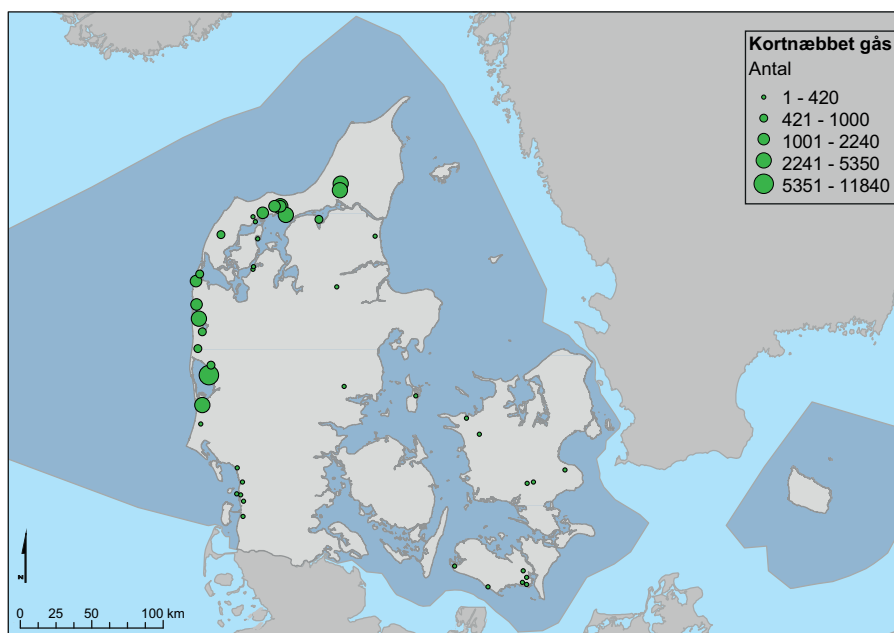 Kortnæbbet gås
Antal
1 - 420
421 - 1000
1001 - 2240
2241 - 5350
5351 - 11840
N
0 25 50 100 km